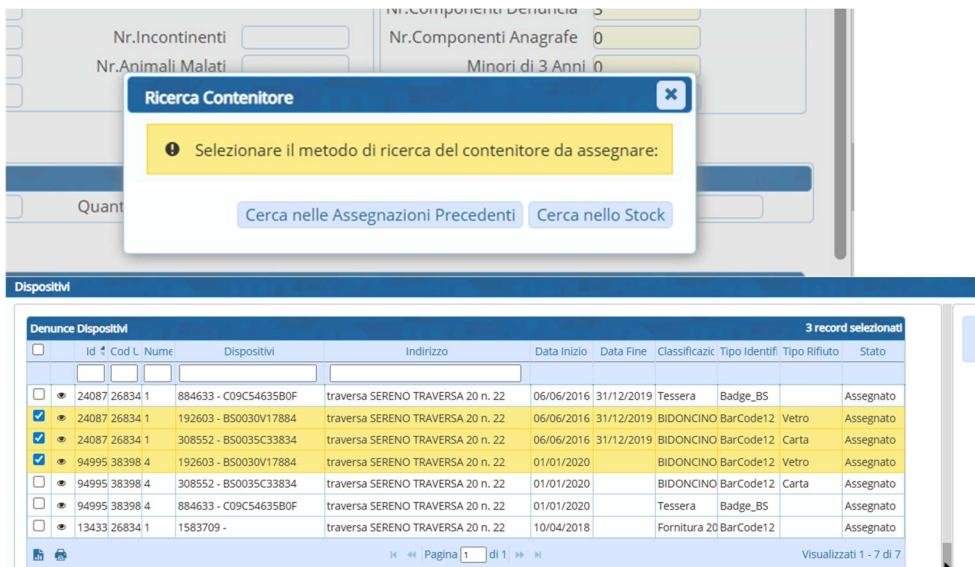 Nr.Componenti Denuncia 3
Nr.Incontinenti Nr.Componenti Anagrafe 0
Nr.Animali Malati Minori di 3 Anni 0
Ricerca Contenitore
Selezionare il metodo di ricerca del contenitore da assegnare:
Quant
Cerca nelle Assegnazioni Precedenti Cerca nello Stock
Dispositivi
Denunce Dispositivi 3 record selezionati
Id Cod U Nume Dispositivi Indirizzo Data Inizio Data Fine Classificazic Tipo Identifi Tipo Rifiuto Stato
24087 26834 1 884633 - C09C54635B0F traversa SERENO TRAVERSA 20 n. 22 06/06/2016 31/12/2019 Tessera Badge_BS Assegnato
24087 26834 1 192603 - BS0030V17884 traversa SERENO TRAVERSA 20 n. 22 06/06/2016 31/12/2019 BIDONCINO BarCode12 Vetro Assegnato
24087 26834 1 308552 - BS0035C33834 traversa SERENO TRAVERSA 20 n. 22 06/06/2016 31/12/2019 BIDONCINO BarCode12 Carta Assegnato
94995 38398 4 192603 - BS0030V17884 traversa SERENO TRAVERSA 20 n. 22 01/01/2020 BIDONCINO BarCode12 Vetro Assegnato
94995 38398 4 308552 - BS0035C33834 traversa SERENO TRAVERSA 20 n. 22 01/01/2020 BIDONCINO BarCode12 Carta Assegnato
94995 38398 4 884633 - C09C54635B0F traversa SERENO TRAVERSA 20 n. 22 01/01/2020 Tessera Badge_BS Assegnato
13433 26834 1 1583709 - traversa SERENO TRAVERSA 20 n. 22 10/04/2018 Fornitura 20 BarCode12 Assegnato
Pagina 1 di 1 Visualizzati 1 - 7 di 7